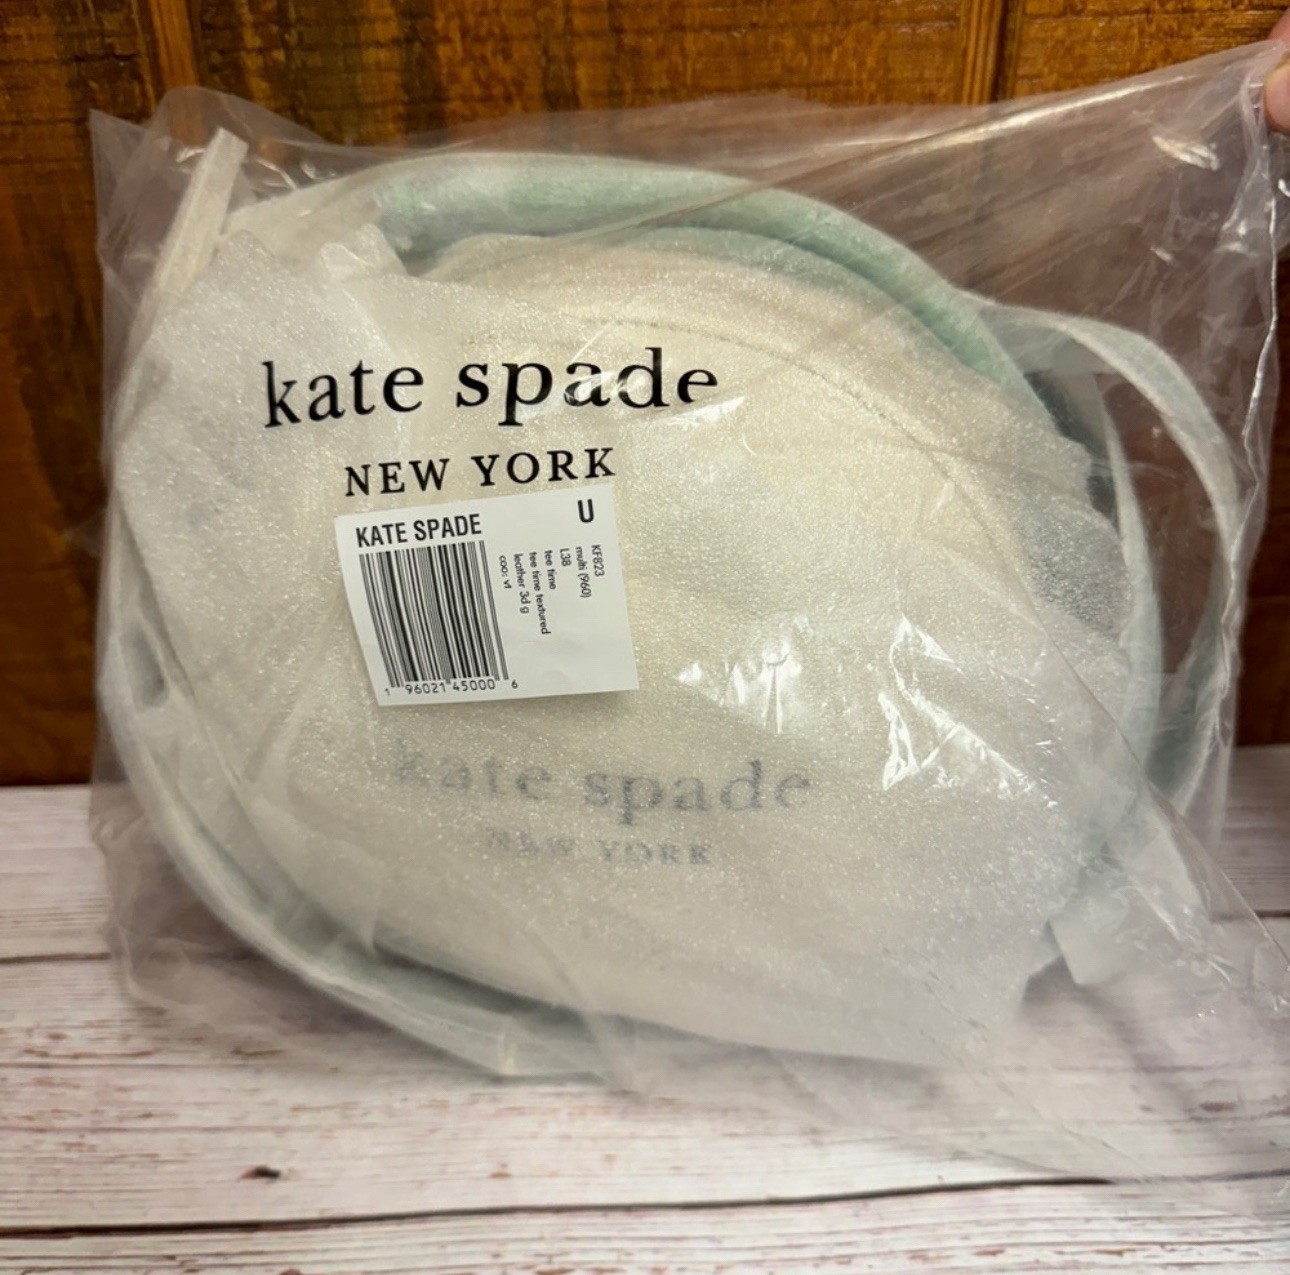 kate spade
NEW YORK
KATE SPADE
U
KF823
multi (960)
L38
tee time
tee time textured
leather 3d g
coo: vt
1 96021 45000 6
kate spade
NEW YORK